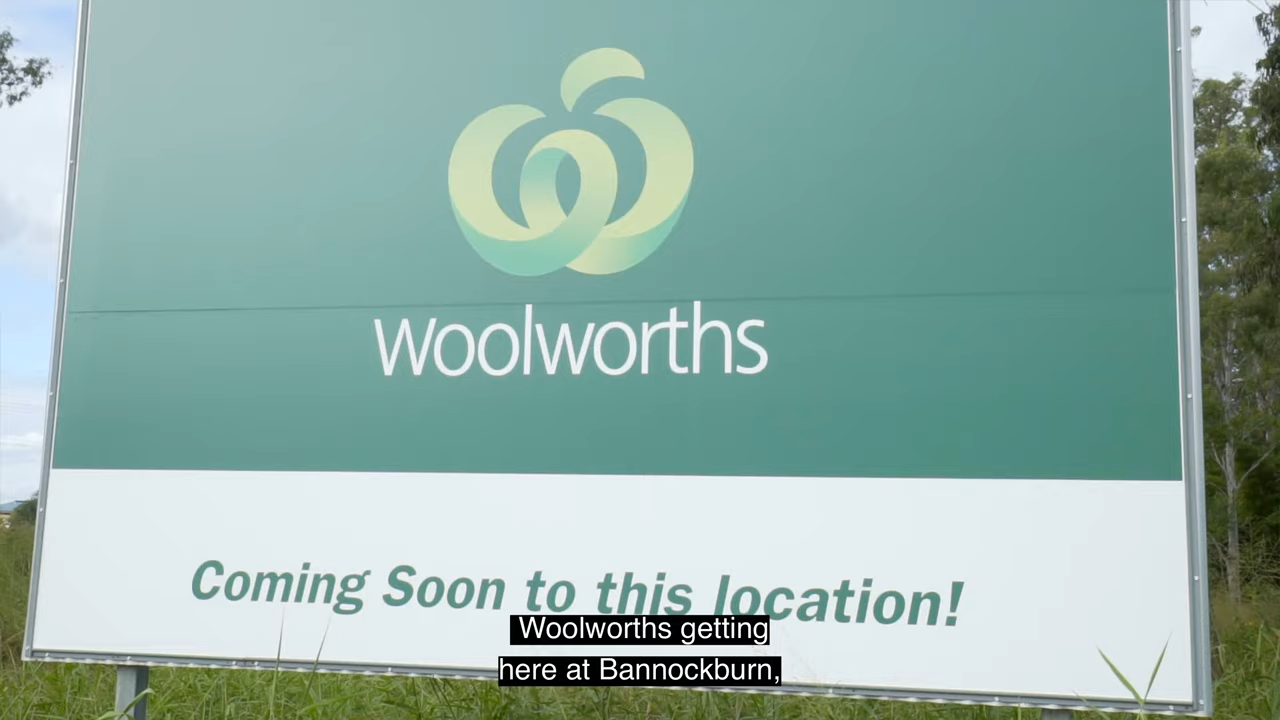 Woolworths
Coming Soon to this location!
Woolworths getting
here at Bannockburn,